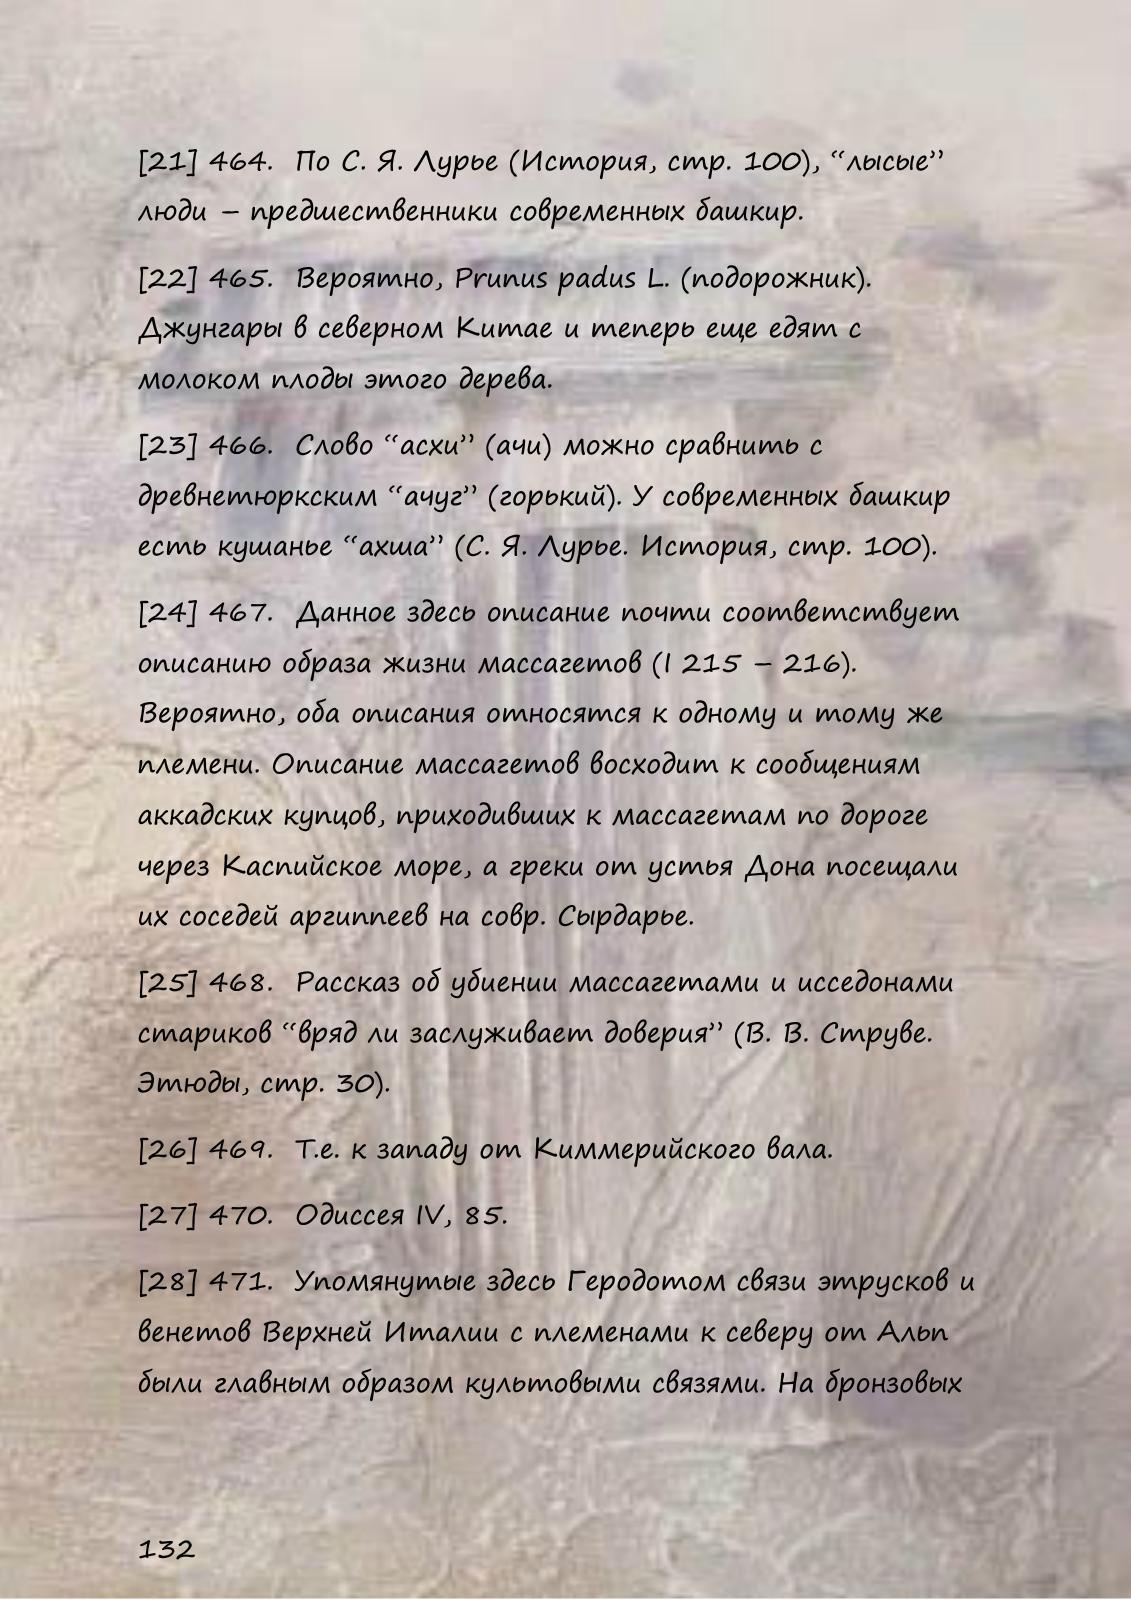 [21] 464. По С. Я. Лурье (История, стр. 100), “лысые”
люди – предшественники современных башкир.
[22] 465. Вероятно, Prunus padus L. (подорожник).
Джунгары в северном Китае и теперь еще едят с
молоком плоды этого дерева.
[23] 466. Слово “асхи” (ачи) можно сравнить с
древнетюркским “ачуг” (горький). У современных башкир
есть кушанье “ахша” (С. Я. Лурье. История, стр. 100).
[24] 467. Данное здесь описание почти соответствует
описанию образа жизни массагетов (I 215 – 216).
Вероятно, оба описания относятся к одному и тому же
племени. Описание массагетов восходит к сообщениям
аккадских купцов, приходивших к массагетам по дороге
через Каспийское море, а греки от устья Дона посещали
их соседей аргиппеев на совр. Сырдарье.
[25] 468. Рассказ об убиении массагетами и исседонами
стариков “вряд ли заслуживает доверия” (В. В. Струве.
Этюды, стр. 30).
[26] 469. Т.е. к западу от Киммерийского вала.
[27] 470. Одиссея IV, 85.
[28] 471. Упомянутые здесь Геродотом связи этрусков и
венетов Верхней Италии с племенами к северу от Альп
были главным образом культовыми связями. На бронзовых
132